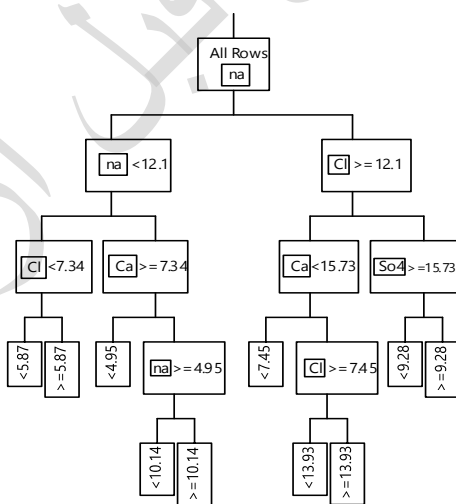 All Rows
na
na <12.1
Cl >=12.1
Cl <7.34
Ca >=7.34
Ca <15.73
So4 >=15.73
<5.87
>=5.87
<4.95
na >=4.95
<7.45
Cl >=7.45
<9.28
>=9.28
<10.14
>=10.14
<13.93
>=13.93